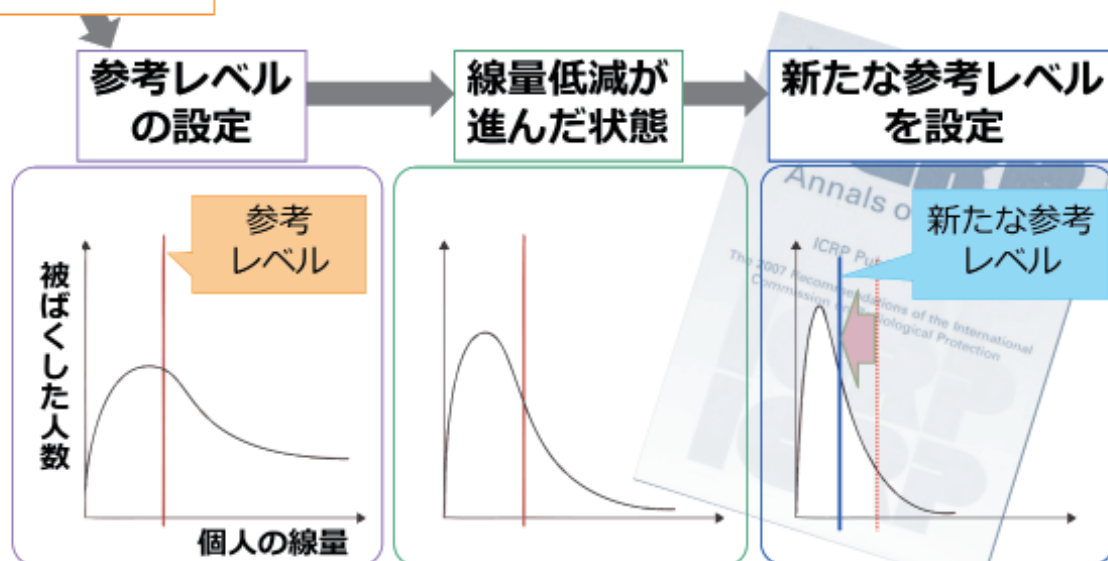 参考レベル
の設定
線量低減が
進んだ状態
新たな参考レベル
を設定
参考
レベル
被ばくした人数
個人の線量
新たな参考
レベル
Annals o
ICRP Pu
The 2007 Recommendations of the International
Commission on Radiological Protection
ICRP
ICRP